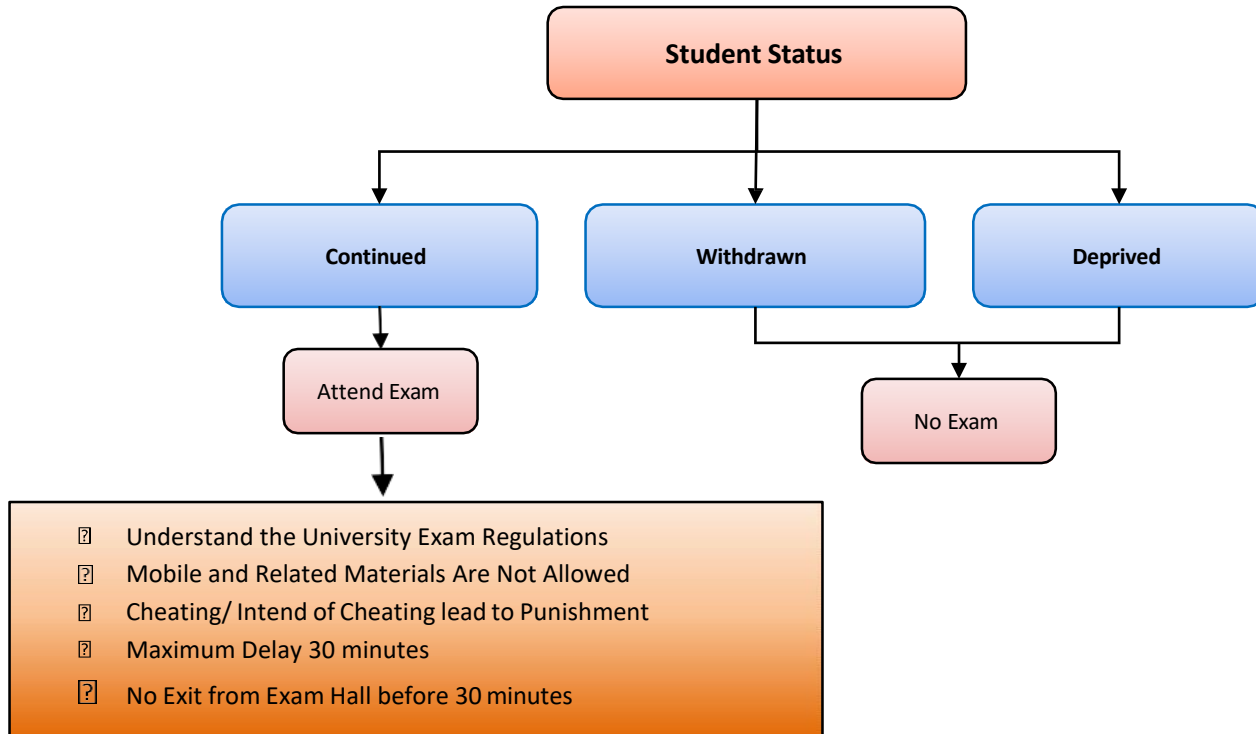 Student Status
Continued
Withdrawn
Deprived
Attend Exam
No Exam
Understand the University Exam Regulations
Mobile and Related Materials Are Not Allowed
Cheating/ Intend of Cheating lead to Punishment
Maximum Delay 30 minutes
No Exit from Exam Hall before 30 minutes